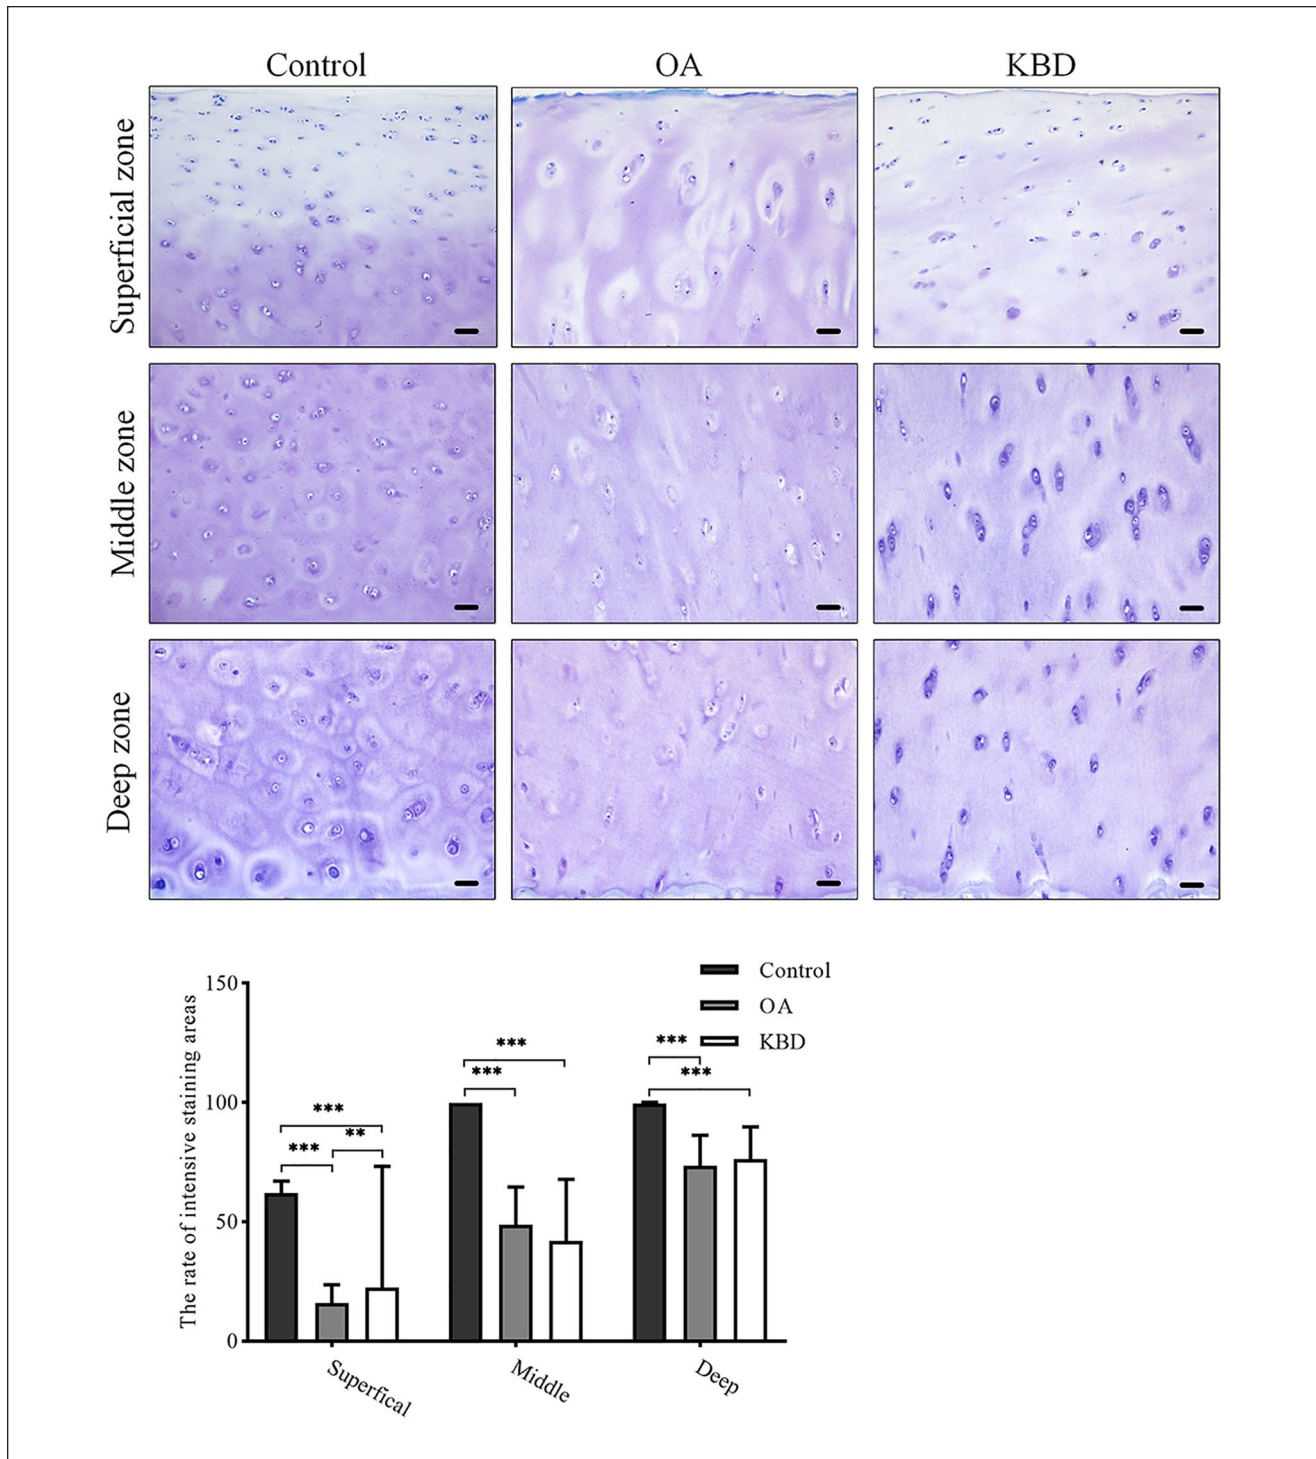 Control OA KBD
Superficial zone
Middle zone
Deep zone
The rate of intensive staining areas
150
100
50
0
Control
OA
KBD
*** *** **
*** ***
*** ***
Superfical Middle Deep